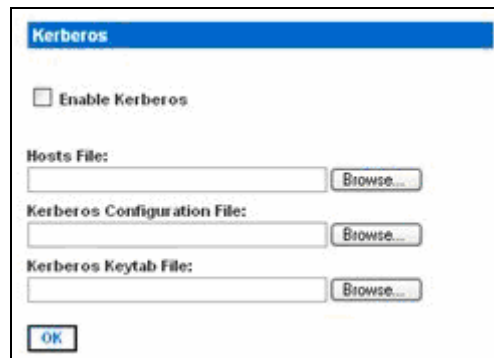 Kerberos
Enable Kerberos
Hosts File:
Browse...
Kerberos Configuration File:
Browse...
Kerberos Keytab File:
Browse...
OK